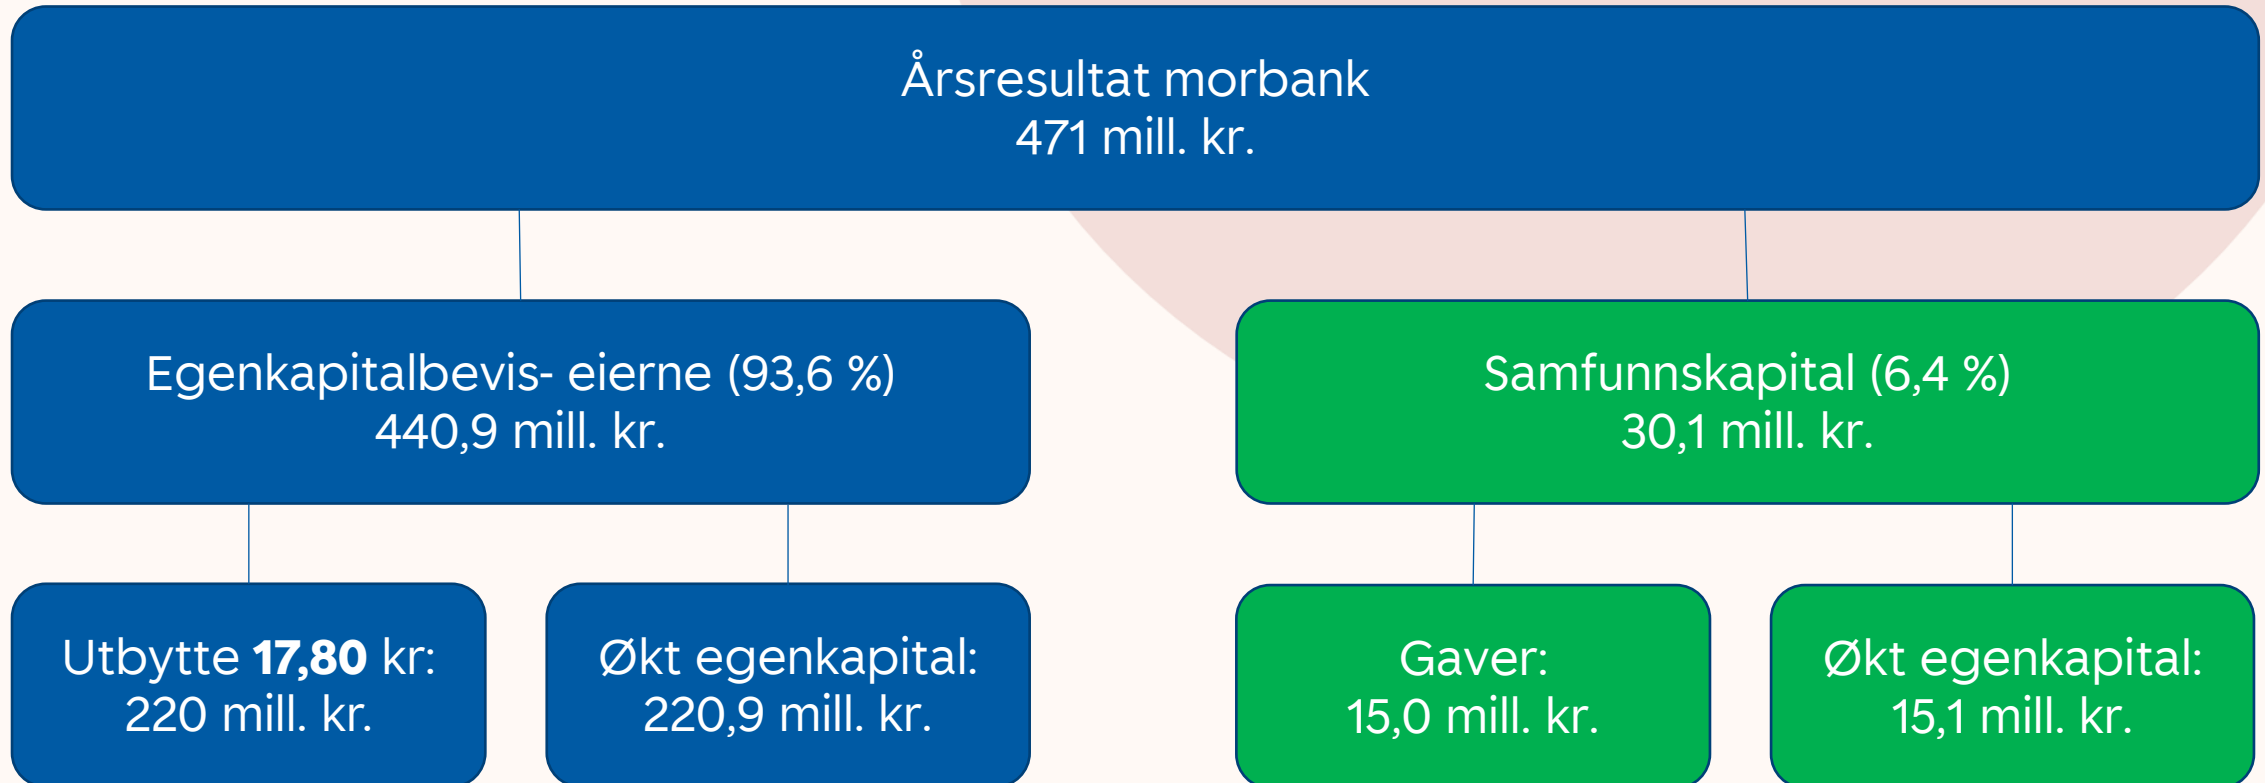 Årsresultat morbank
471 mill. kr.
Egenkapitalbevis- eierne (93,6 %)
440,9 mill. kr.
Samfunnskapital (6,4 %)
30,1 mill. kr.
Utbytte 17,80 kr:
220 mill. kr.
Økt egenkapital:
220,9 mill. kr.
Gaver:
15,0 mill. kr.
Økt egenkapital:
15,1 mill. kr.